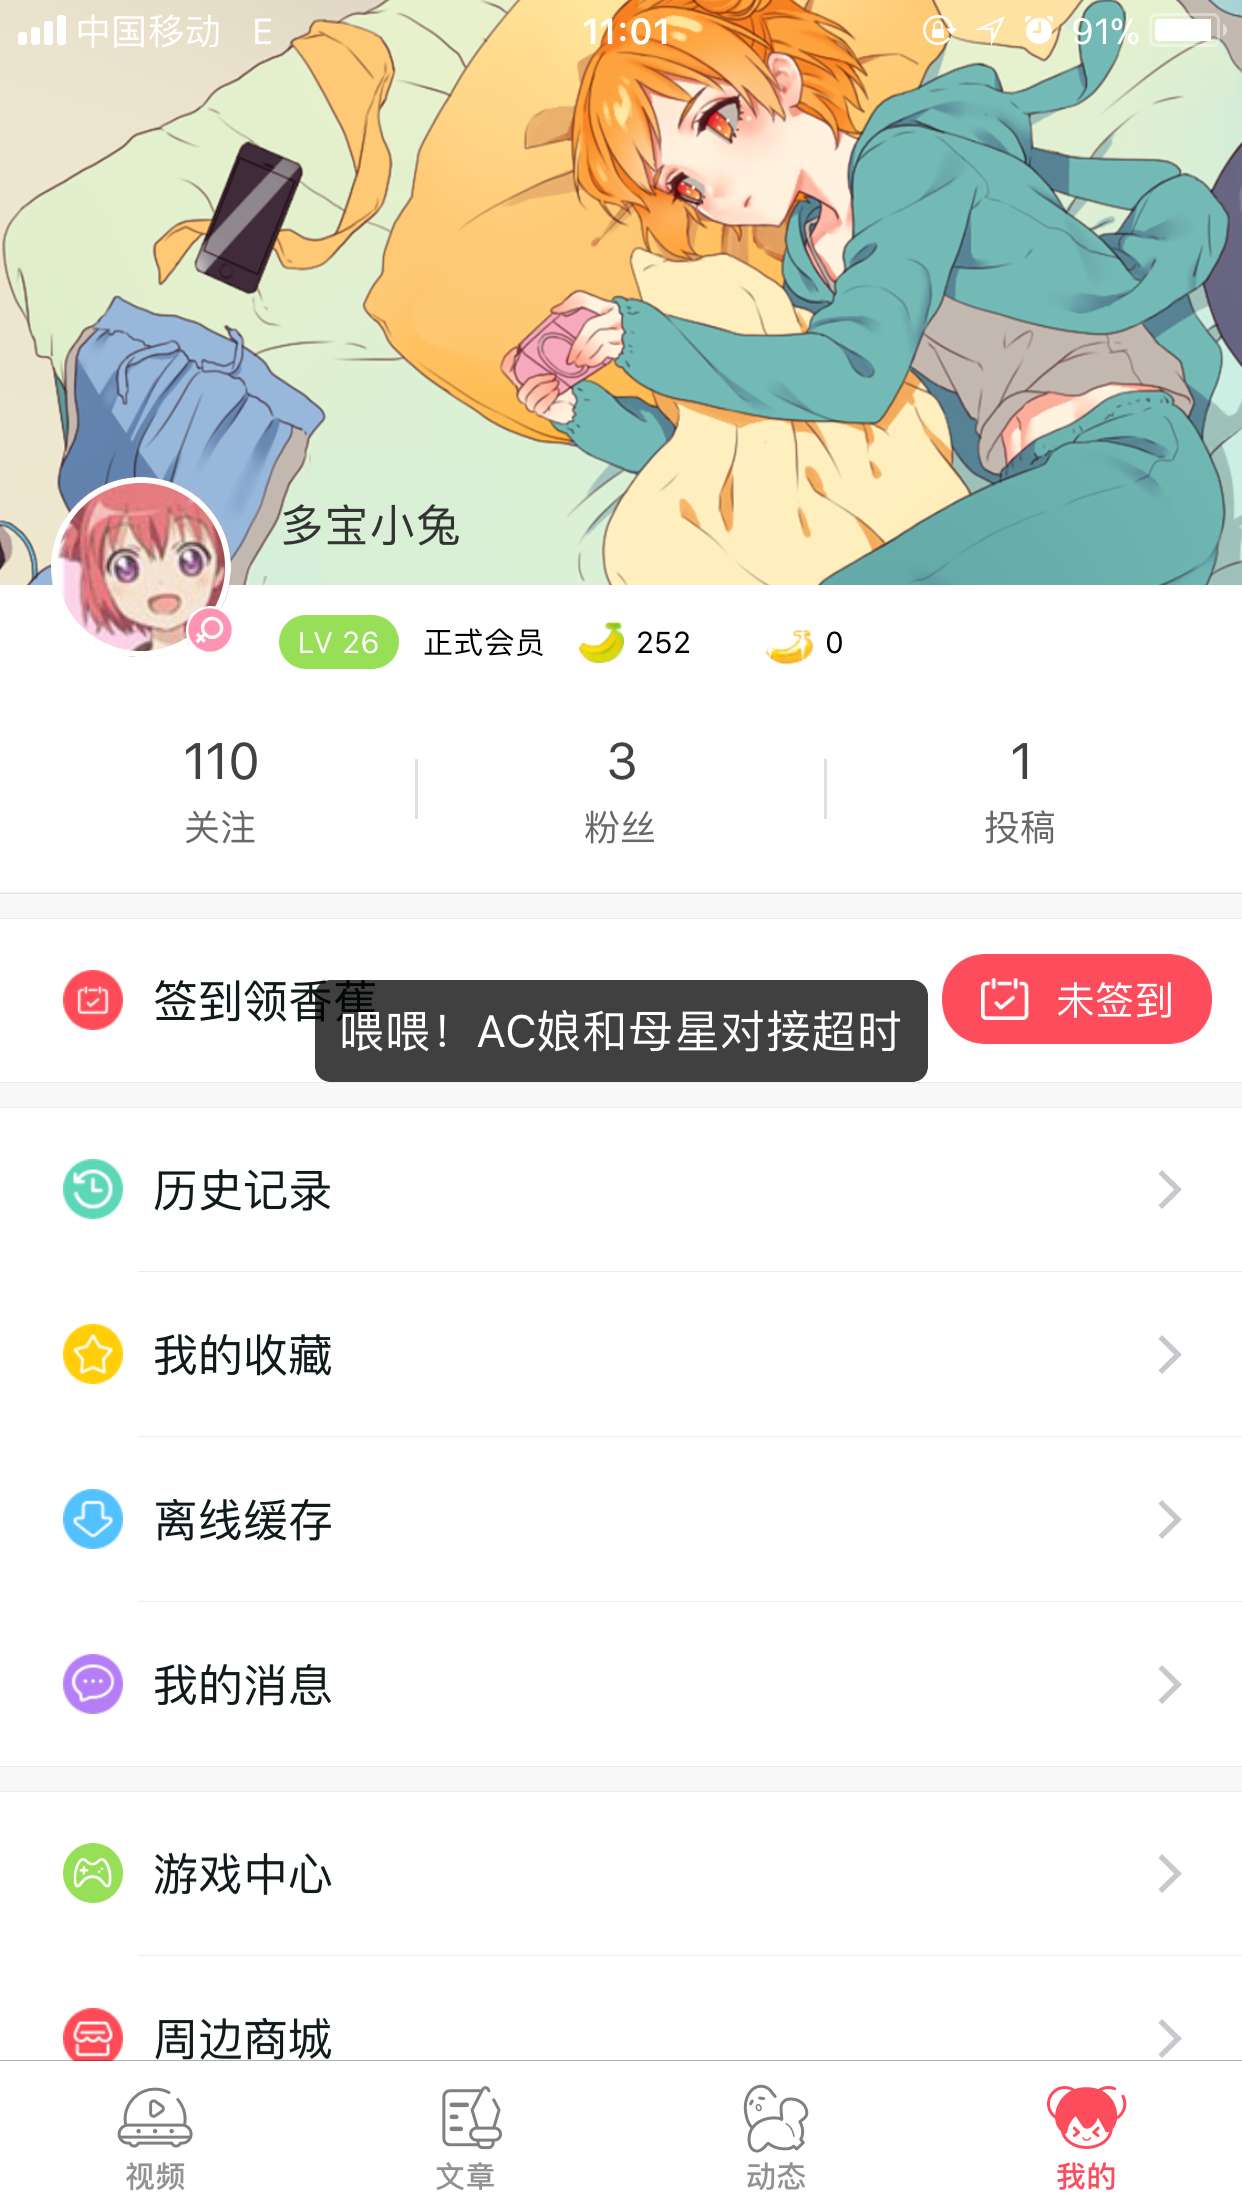 中国移动 E 11:01 91%
多宝小兔
LV 26 正式会员 252 0
110 3 1
关注 粉丝 投稿
签到领香蕉 未签到
喂喂！AC娘和母星对接超时
历史记录
我的收藏
离线缓存
我的消息
游戏中心
周边商城
视频 文章 动态 我的